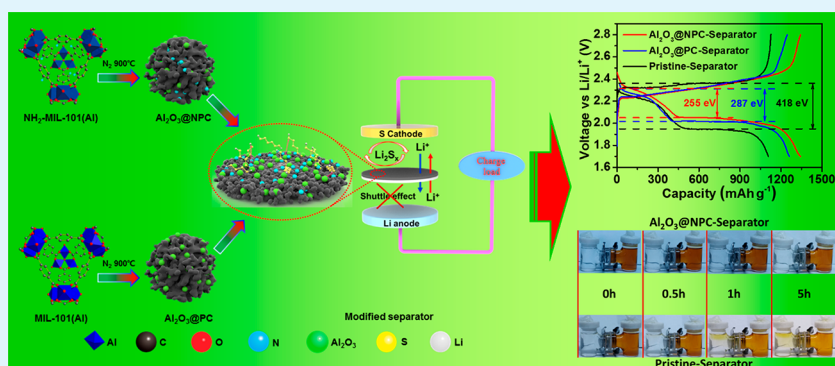 N₂ 900℃
NH₂-MIL-101(Al)
Al₂O₃@NPC
N₂ 900℃
MIL-101(Al)
Al₂O₃@PC
S Cathode
Li₂Sₓ
Li⁺
Shuttle effect
Li⁺
Li anode
Charge
load
Modified separator
Al
C
O
N
Al₂O₃
S
Li
Voltage vs Li/Li⁺ (V)
2.8
2.6
2.4
2.2
2.0
1.8
1.6
Al₂O₃@NPC-Separator
Al₂O₃@PC-Separator
Pristine-Separator
255 eV
287 eV
418 eV
0
300
600
900
1200
1500
Capacity (mAh g⁻¹)
Al₂O₃@NPC-Separator
0h
0.5h
1h
5h
Pristine-Separator